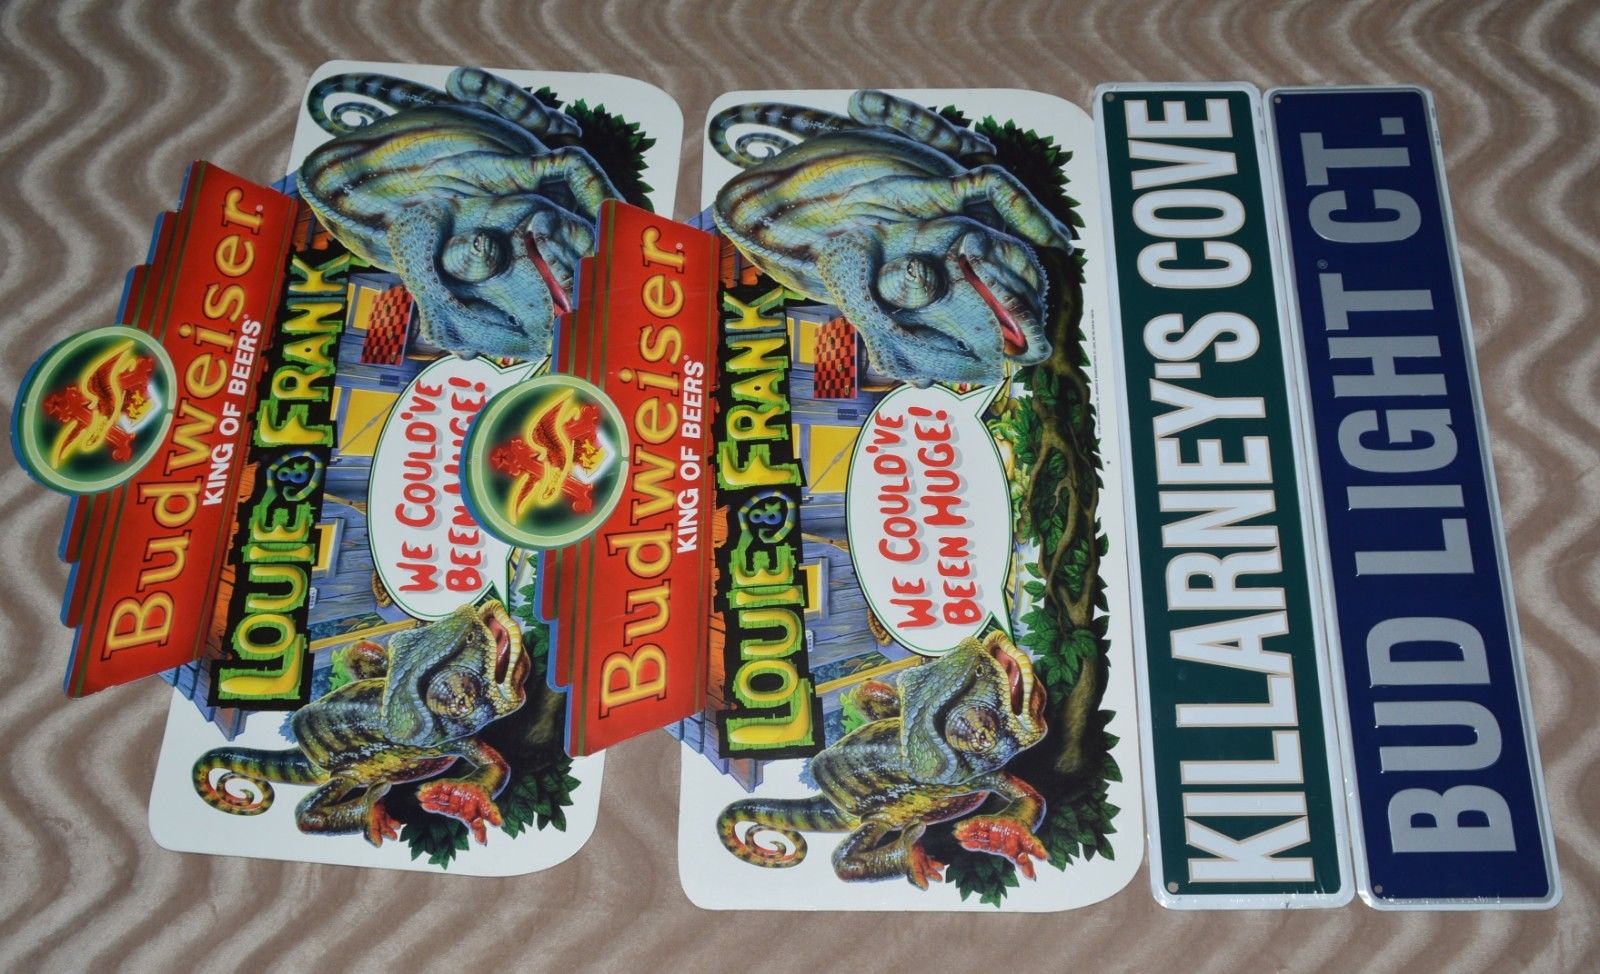 Budweiser®
KING OF BEERS®
LOUIE & FRANK
WE COULD'VE
BEEN HUGE!
Budweiser®
KING OF BEERS®
LOUIE & FRANK
WE COULD'VE
BEEN HUGE!
KILLARNEY'S COVE
BUD LIGHT® CT.